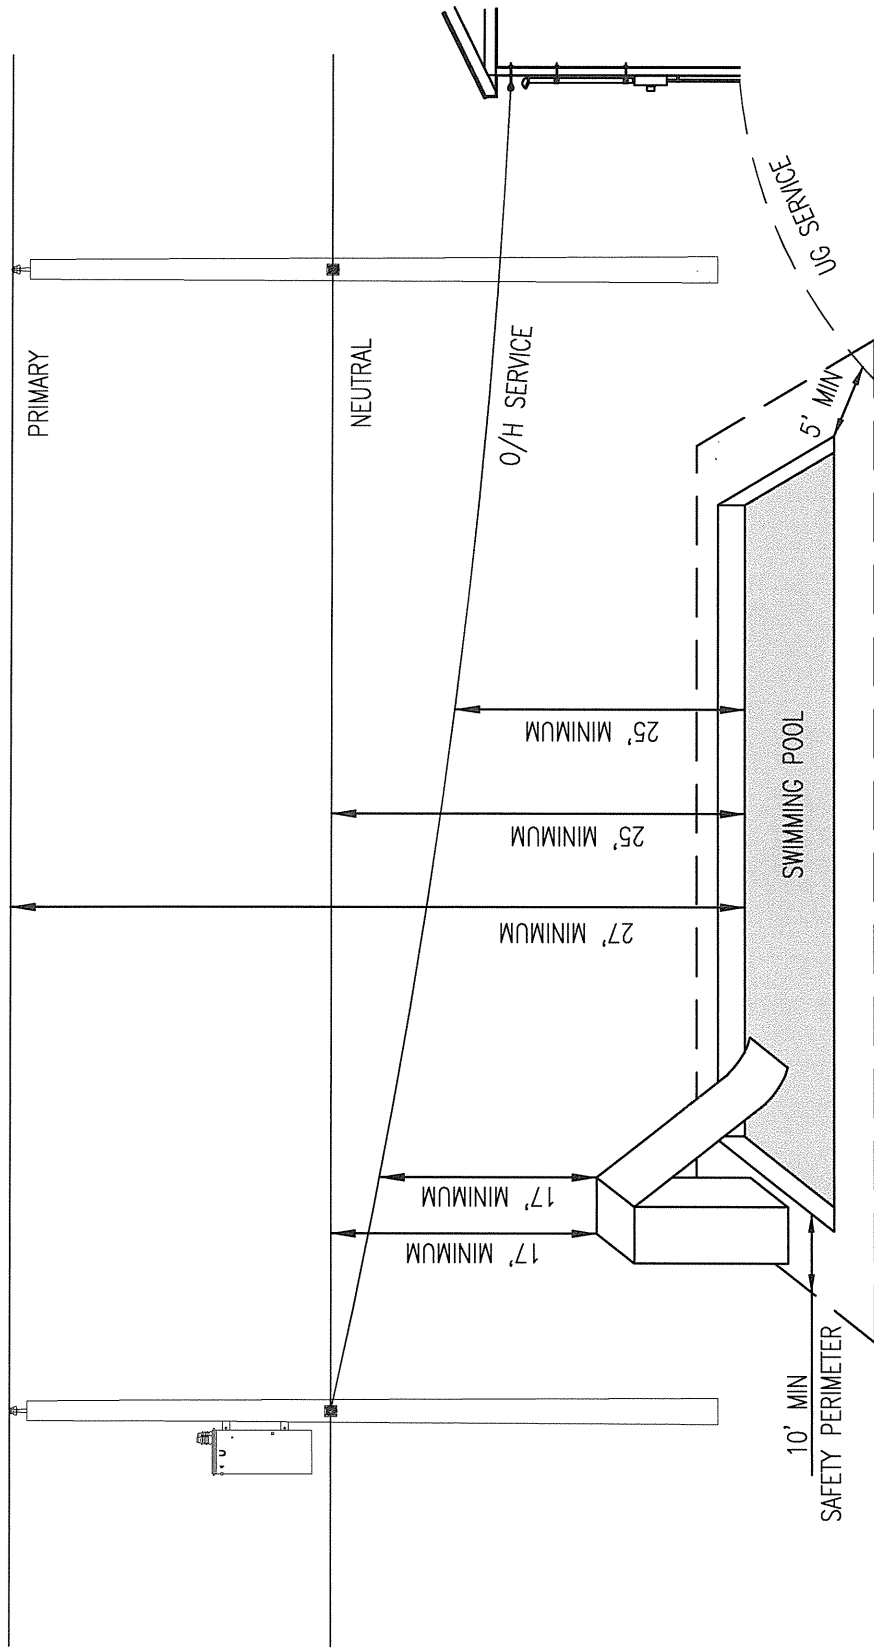 PRIMARY
NEUTRAL
O/H SERVICE
UG SERVICE
5' MIN
25' MINIMUM
25' MINIMUM
27' MINIMUM
17' MINIMUM
17' MINIMUM
SWIMMING POOL
10' MIN
SAFETY PERIMETER